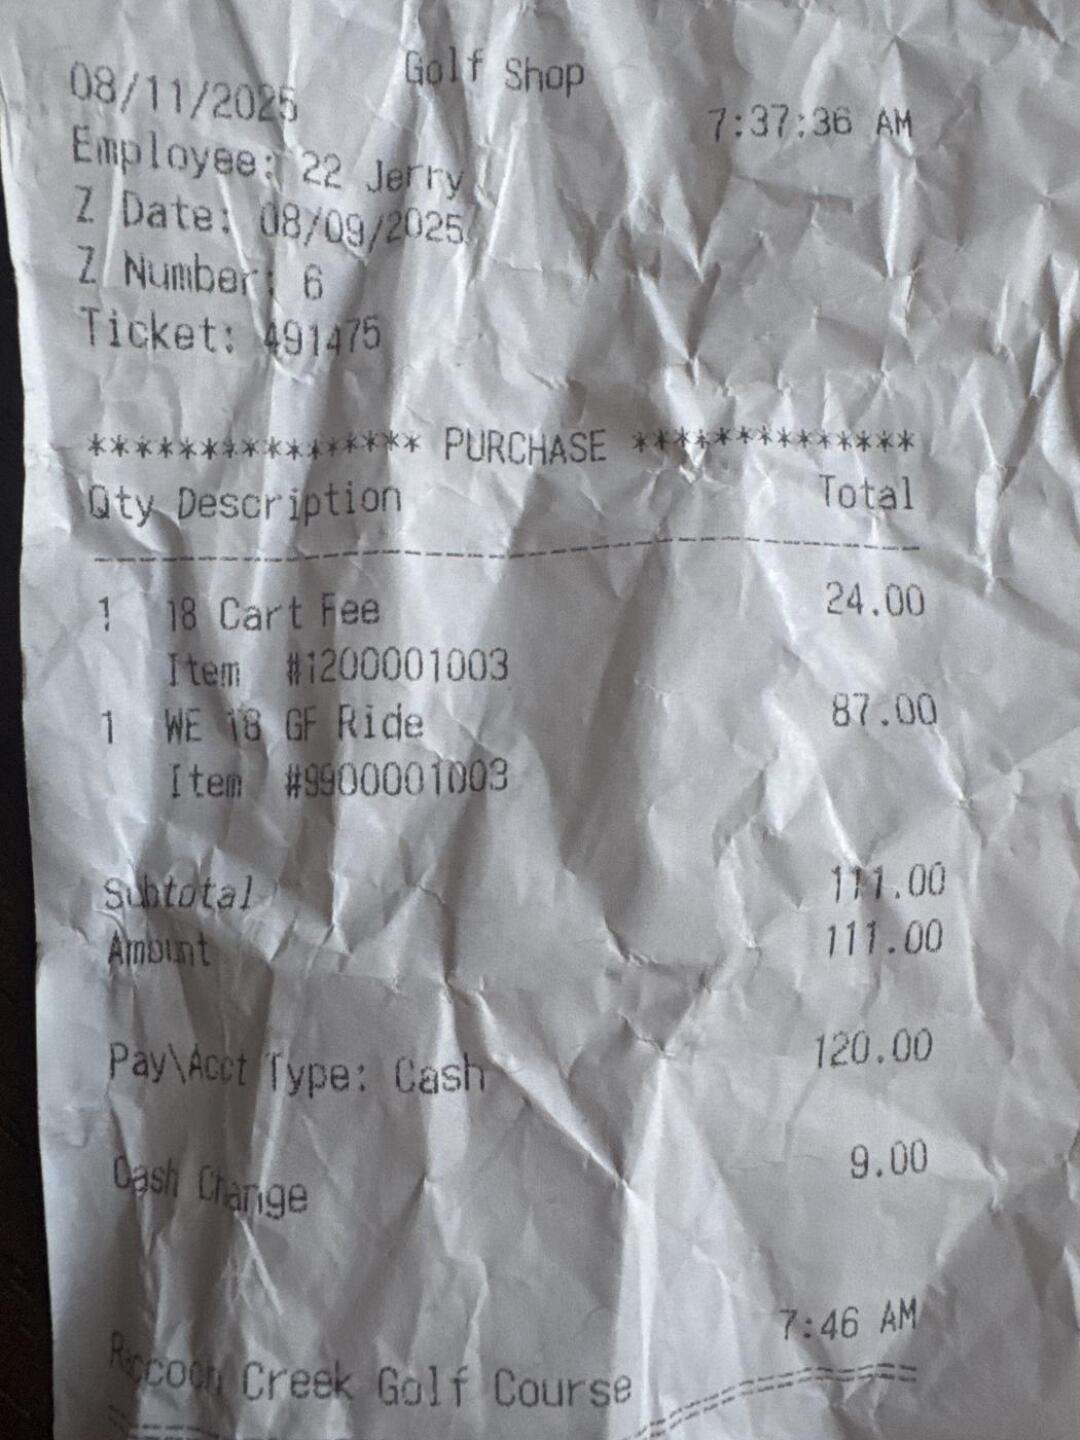 Golf Shop
08/11/2025 7:37:36 AM
Employee: 22 Jerry
Z Date: 08/09/2025
Z Number: 6
Ticket: 491475
**************** PURCHASE ***************
Qty Description Total
1 18 Cart Fee 24.00
Item #1200001003
1 WE 18 GF Ride 87.00
Item #9900001003
Subtotal 111.00
Amount 111.00
Pay\Acct Type: Cash 120.00
Cash Change 9.00
7:46 AM
Raccoon Creek Golf Course